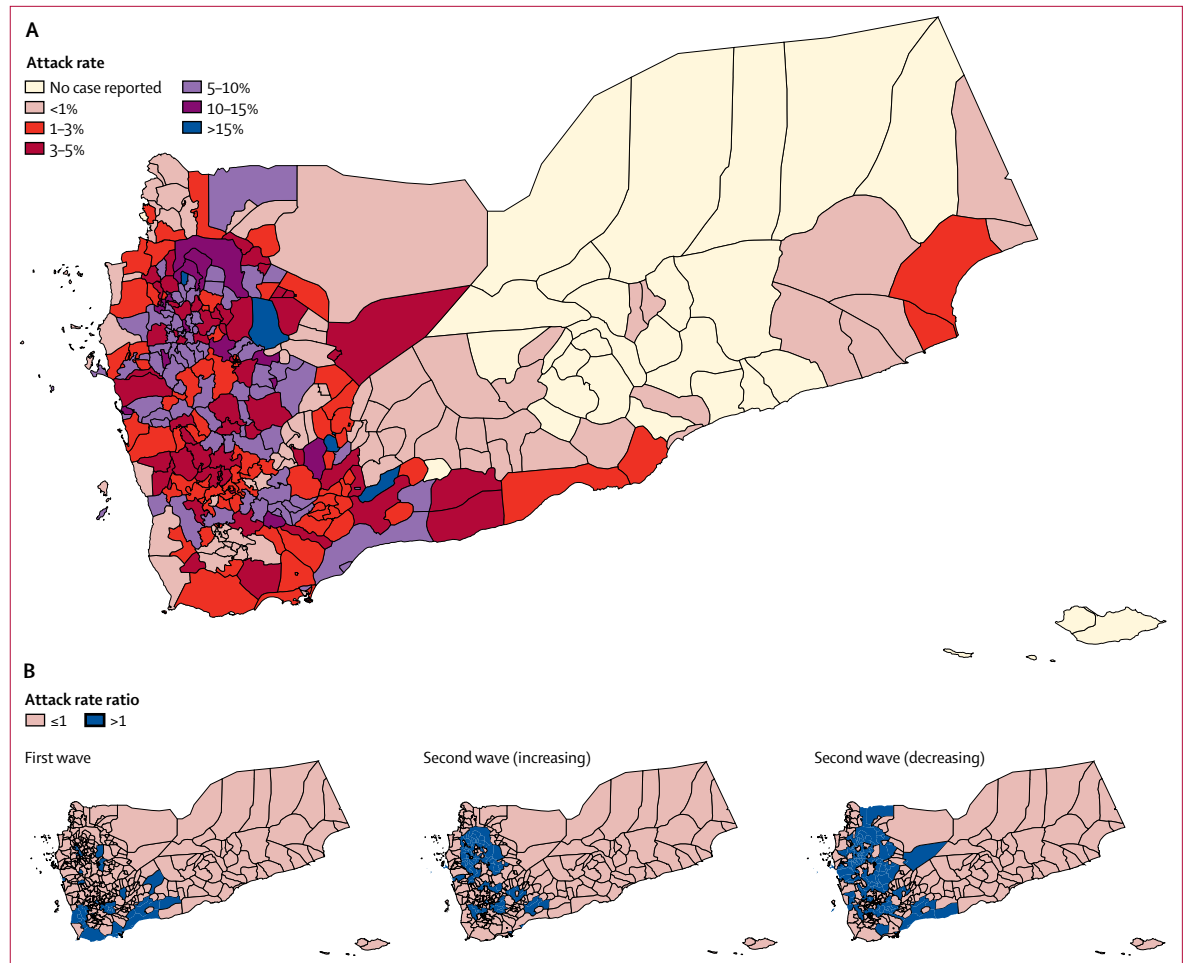 A
Attack rate
No case reported
<1%
1–3%
3–5%
5–10%
10–15%
>15%
B
Attack rate ratio
≤1 >1
First wave
Second wave (increasing)
Second wave (decreasing)